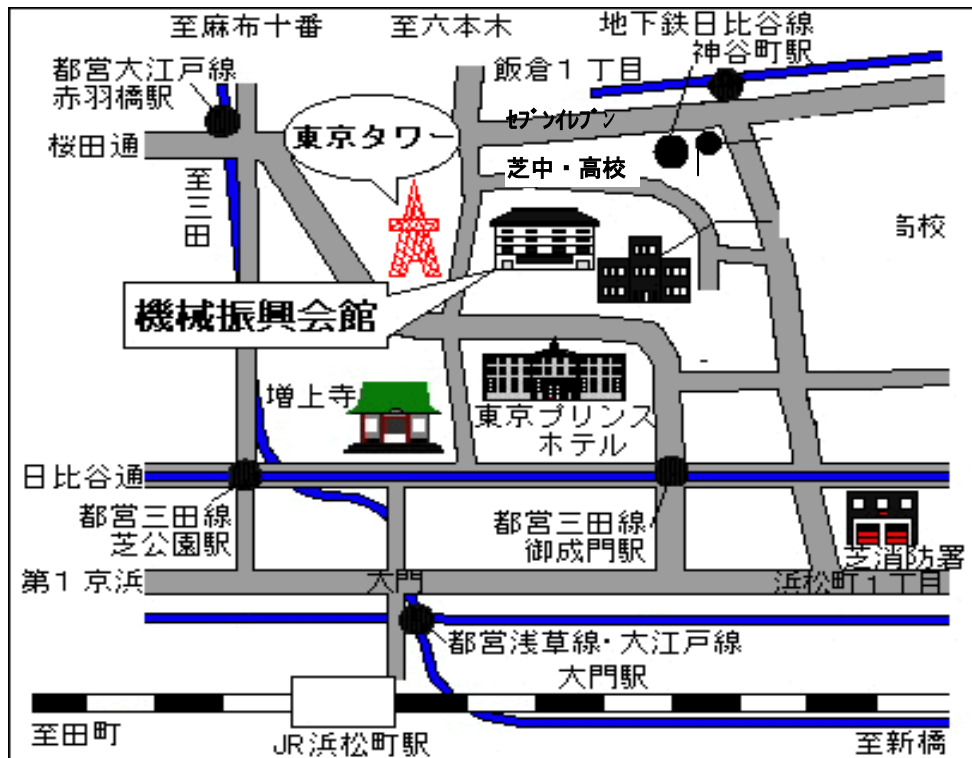 至麻布十番
至六本木
地下鉄日比谷線
神谷町駅
都営大江戸線
赤羽橋駅
飯倉1丁目
桜田通
東京タワー
ｾﾌﾞﾝｲﾚﾌﾞﾝ
芝中・高校
至三田
高校
機械振興会館
増上寺
東京プリンス
ホテル
日比谷通
都営三田線
芝公園駅
都営三田線
御成門駅
芝消防署
第1京浜
大門
浜松町1丁目
都営浅草線・大江戸線
大門駅
至田町
JR浜松町駅
至新橋